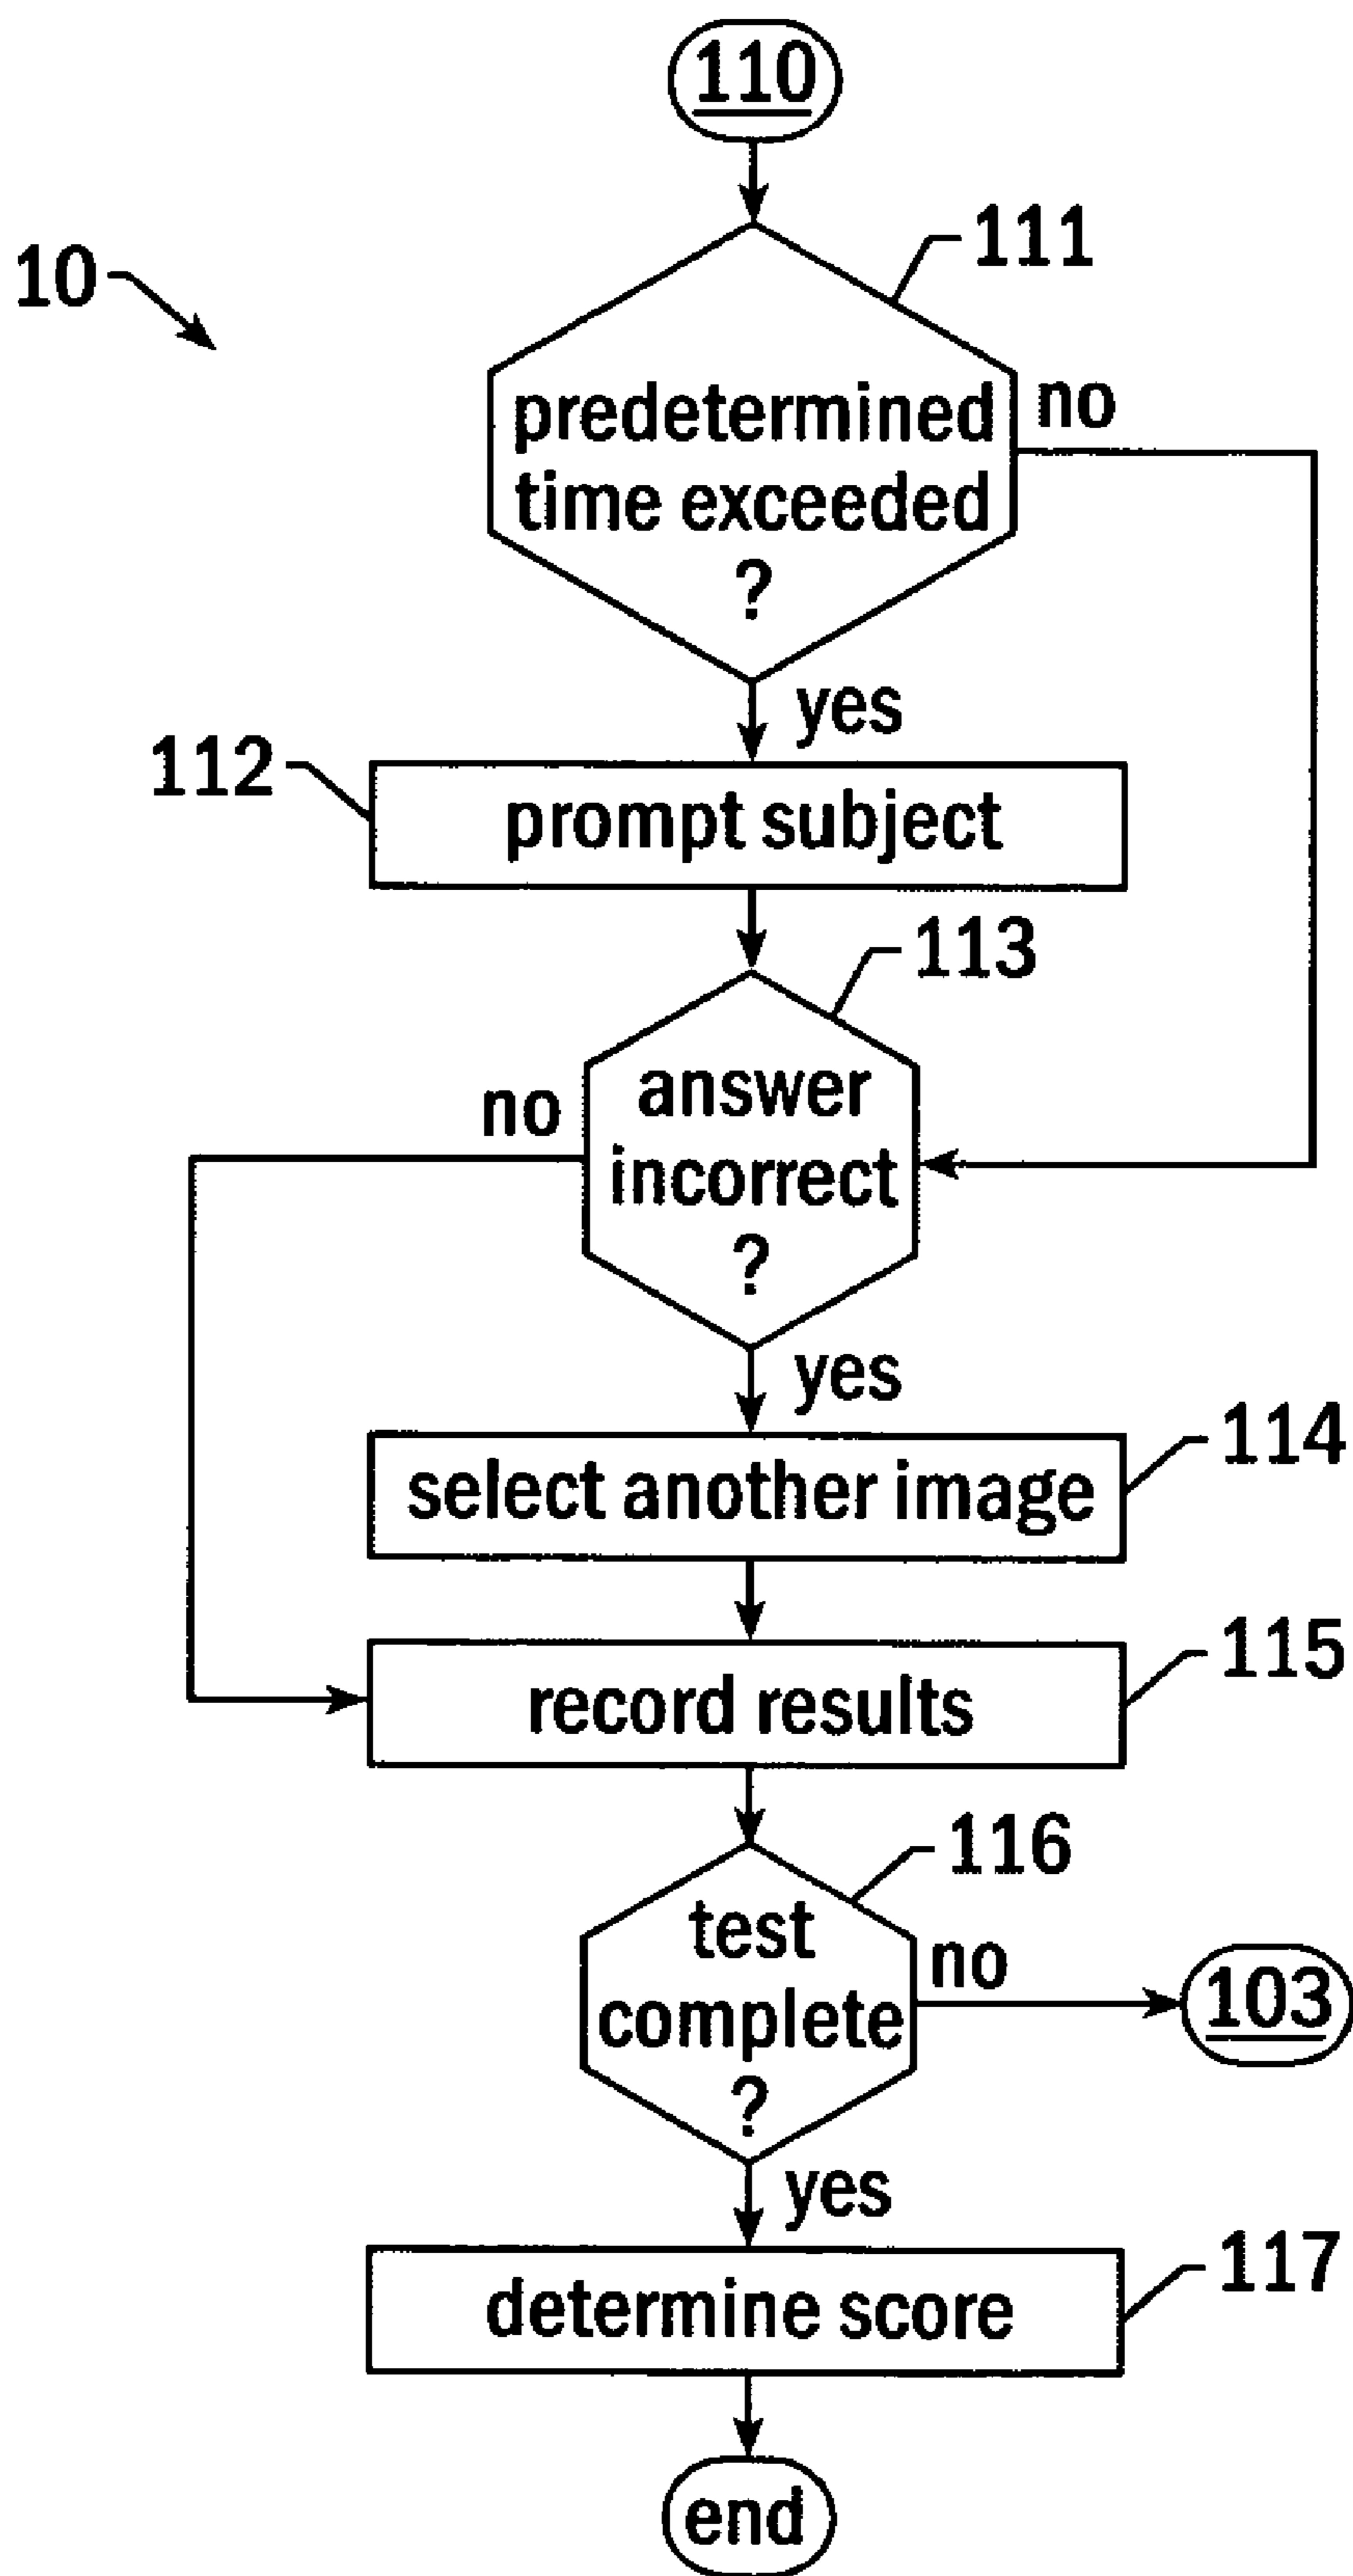 110
111
10
predetermined
time exceeded
?
no
yes
112
prompt subject
113
answer
incorrect
?
no
yes
114
select another image
115
record results
116
test
complete
?
no
103
yes
117
determine score
end